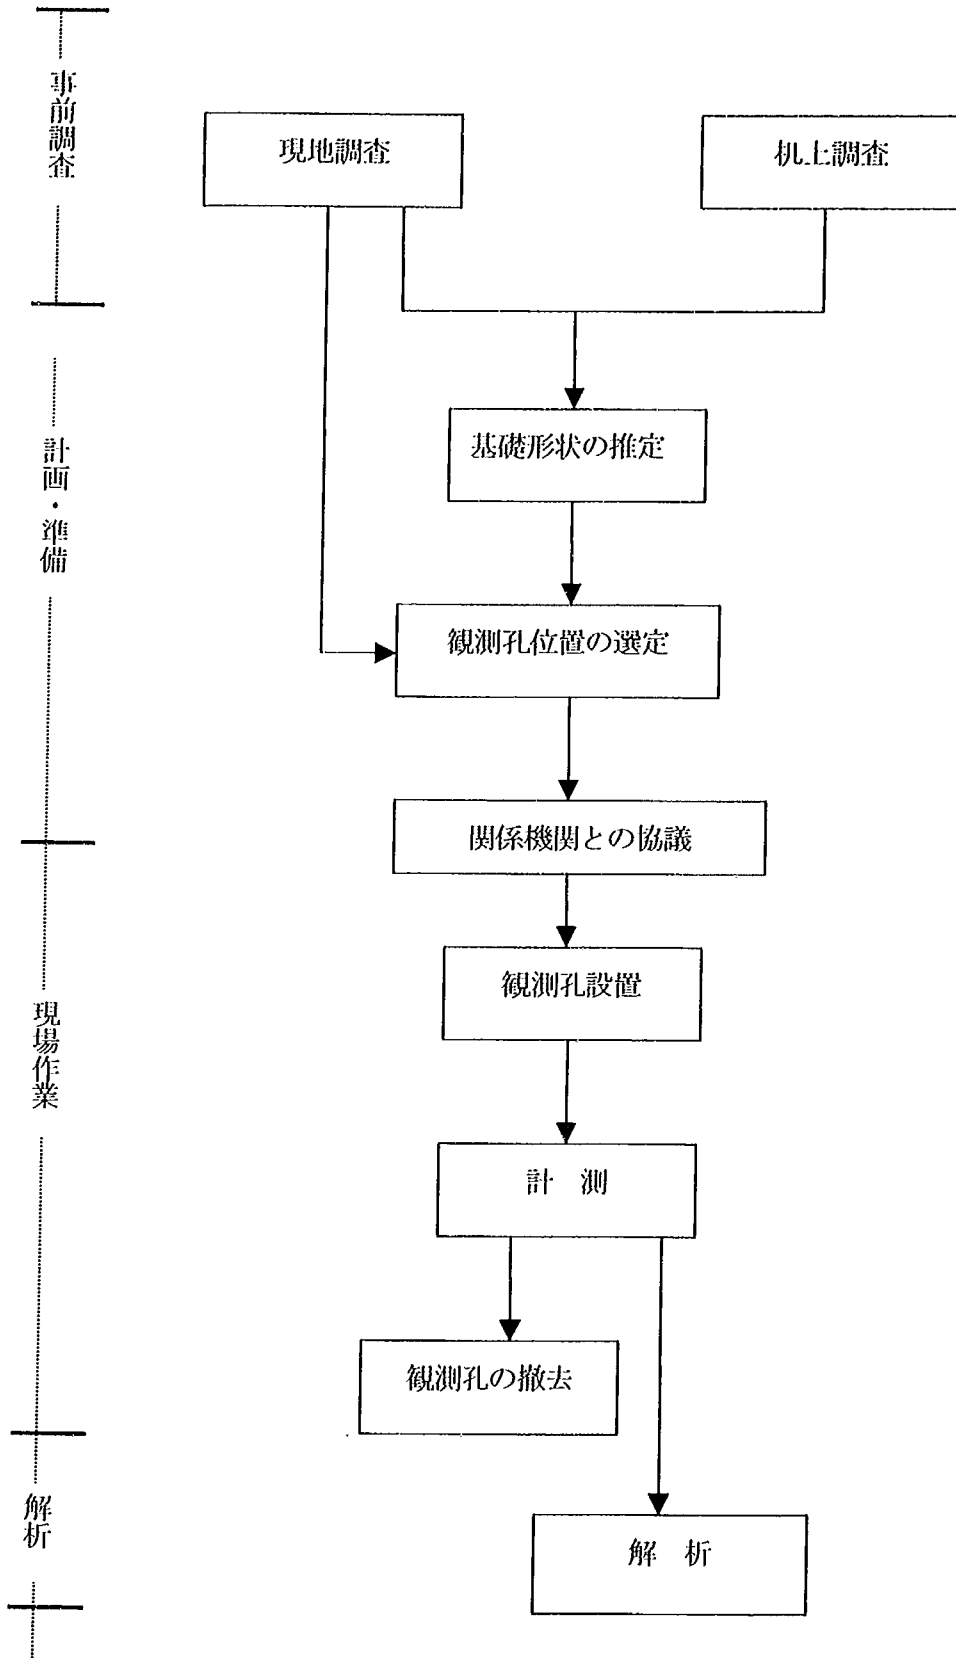 事前調査
現地調査
机上調査
計画・準備
基礎形状の推定
観測孔位置の選定
関係機関との協議
現場作業
観測孔設置
計 測
観測孔の撤去
解析
解 析